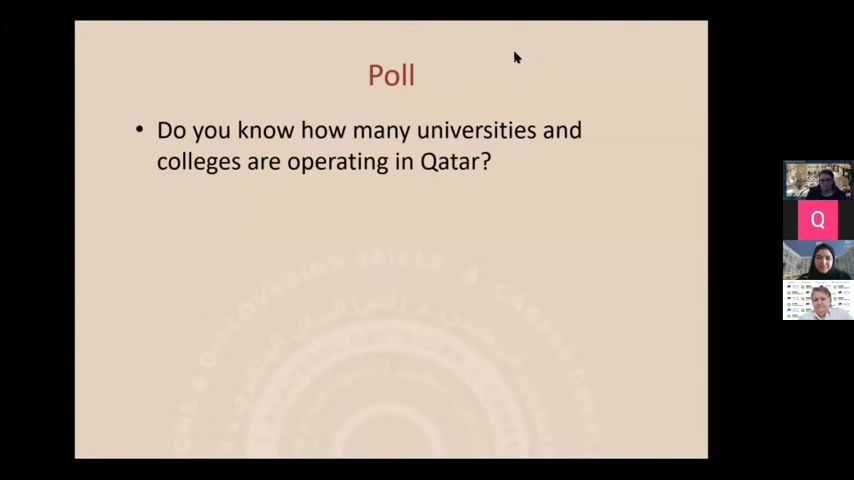 Poll
• Do you know how many universities and
colleges are operating in Qatar?
Q